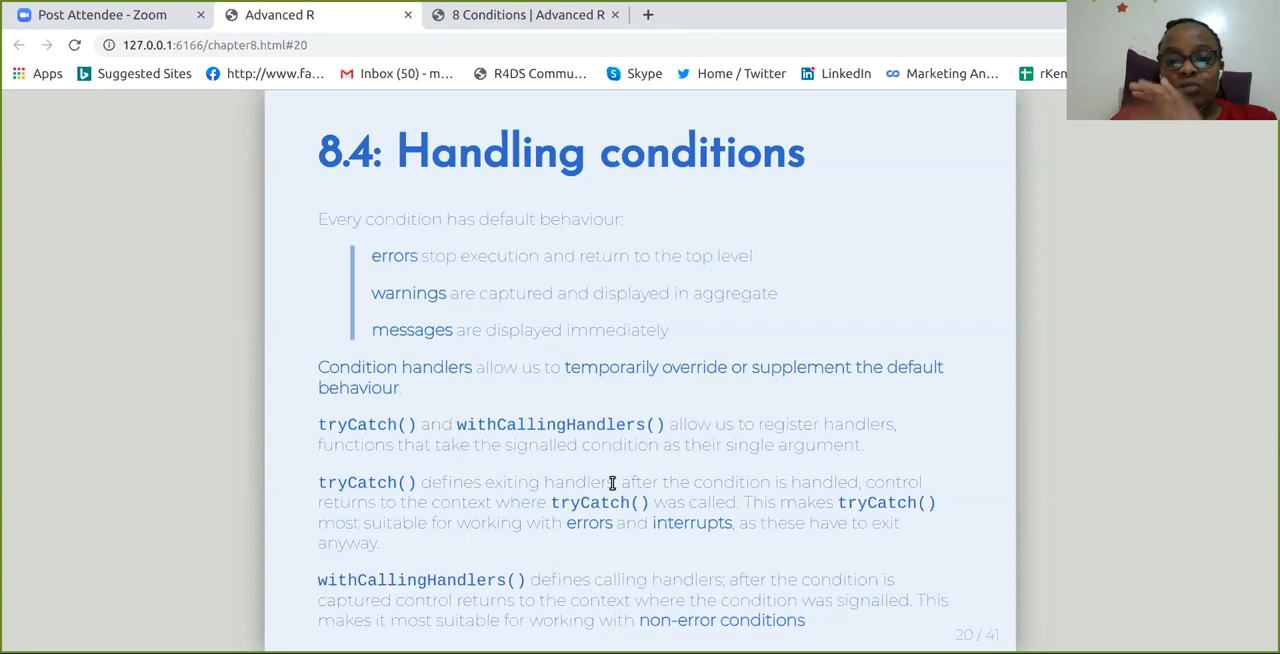 Post Attendee - Zoom × Advanced R × 8 Conditions | Advanced R × +
127.0.0.1:6166/chapter8.html#20
Apps Suggested Sites http://www.fa... Inbox (50) - m... R4DS Commu... Skype Home / Twitter LinkedIn Marketing An... rKem
8.4: Handling conditions
Every condition has default behaviour:
errors stop execution and return to the top level
warnings are captured and displayed in aggregate
messages are displayed immediately
Condition handlers allow us to temporarily override or supplement the default
behaviour.
tryCatch() and withCallingHandlers() allow us to register handlers,
functions that take the signalled condition as their single argument.
tryCatch() defines exiting handlers; after the condition is handled, control
returns to the context where tryCatch() was called. This makes tryCatch()
most suitable for working with errors and interrupts, as these have to exit
anyway.
withCallingHandlers() defines calling handlers; after the condition is
captured control returns to the context where the condition was signalled. This
makes it most suitable for working with non-error conditions
20 / 41